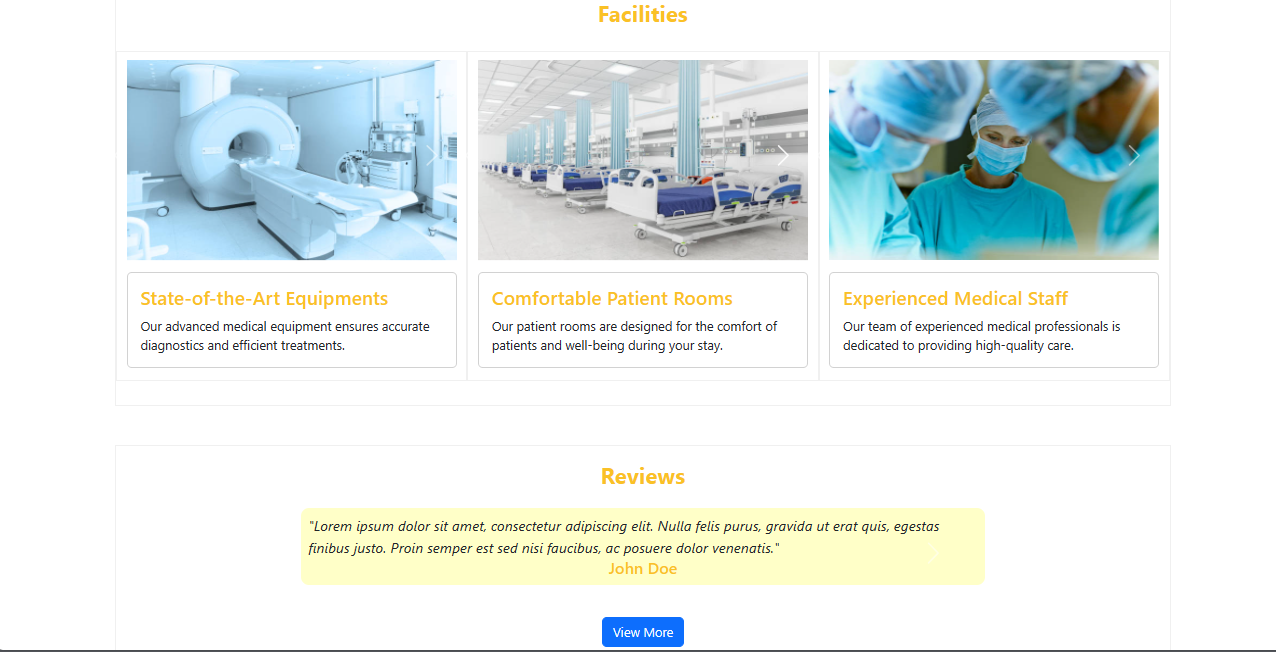 Facilities
State-of-the-Art Equipments
Our advanced medical equipment ensures accurate
diagnostics and efficient treatments.
Comfortable Patient Rooms
Our patient rooms are designed for the comfort of
patients and well-being during your stay.
Experienced Medical Staff
Our team of experienced medical professionals is
dedicated to providing high-quality care.
Reviews
"Lorem ipsum dolor sit amet, consectetur adipiscing elit. Nulla felis purus, gravida ut erat quis, egestas
finibus justo. Proin semper est sed nisi faucibus, ac posuere dolor venenatis."
John Doe
View More